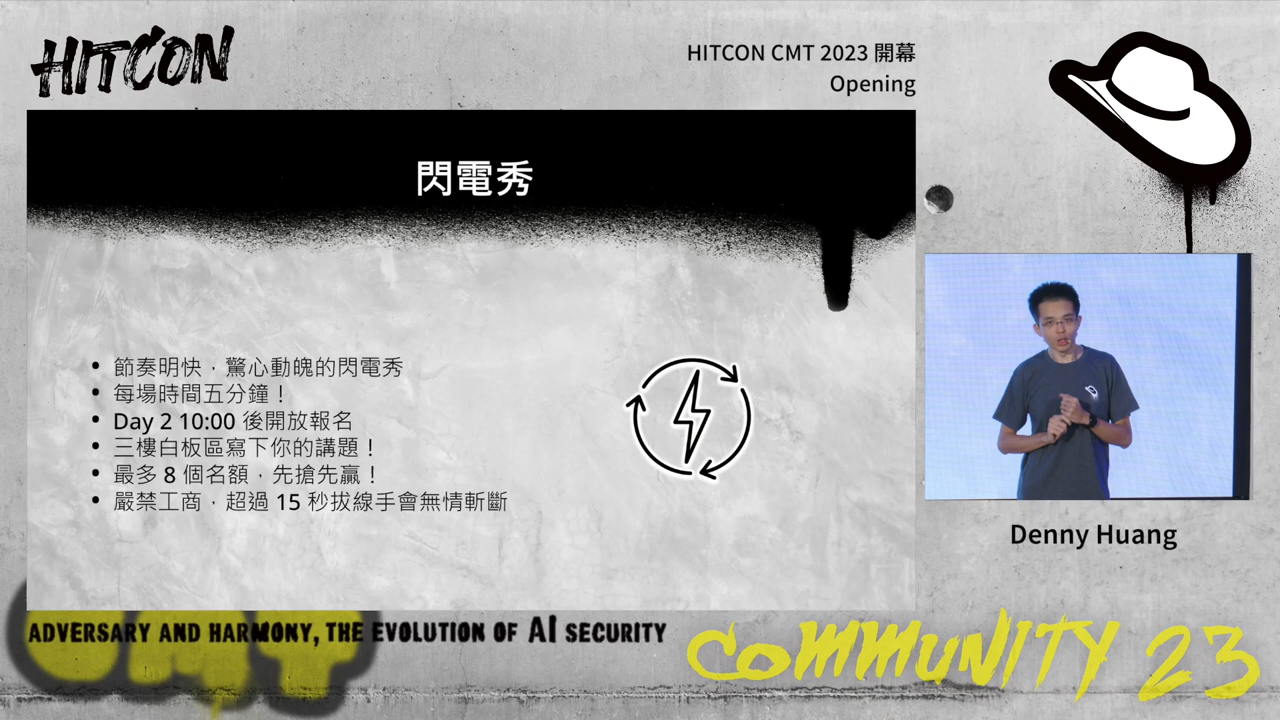 HITCON
HITCON CMT 2023 開幕
Opening
閃電秀
節奏明快，驚心動魄的閃電秀
每場時間五分鐘！
Day 2 10:00 後開放報名
三樓白板區寫下你的講題！
最多 8 個名額，先搶先贏！
嚴禁工商，超過 15 秒拔線手會無情斬斷
Denny Huang
CMT
ADVERSARY AND HARMONY, THE EVOLUTION OF AI SECURITY
COMMUNITY 23